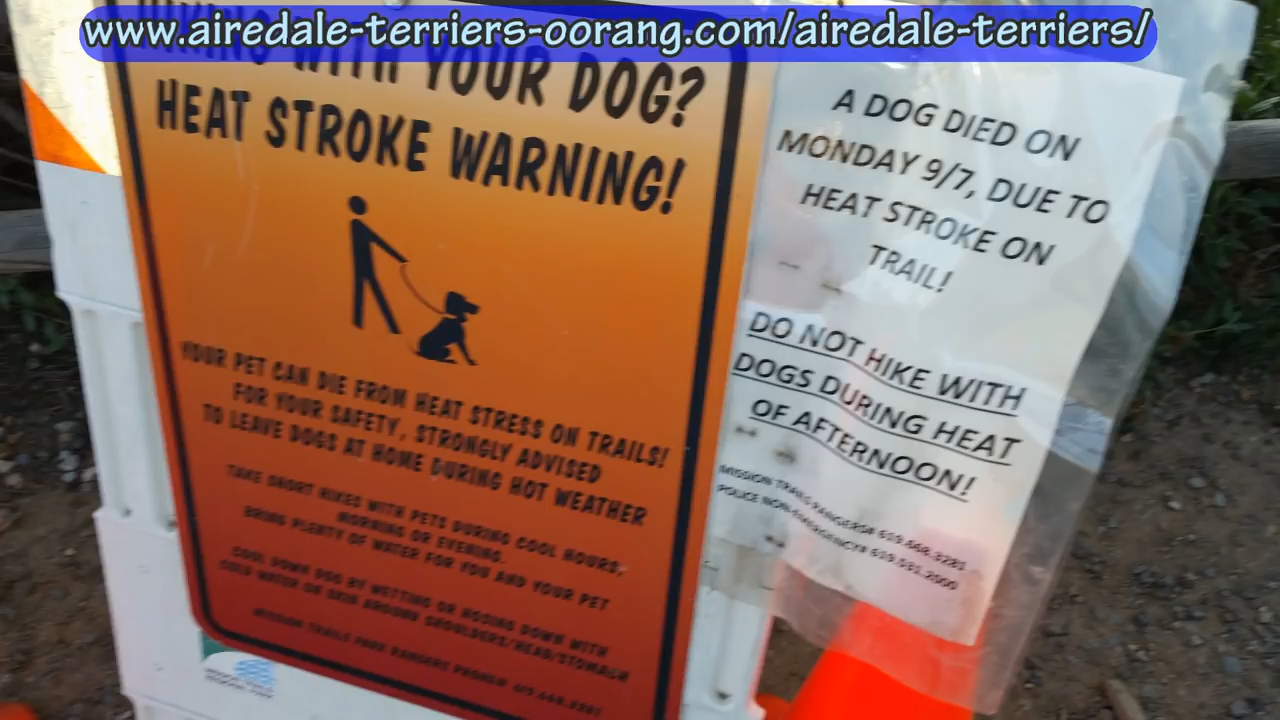 www.airedale-terriers-oorang.com/airedale-terriers/
HIKING WITH YOUR DOG?
HEAT STROKE WARNING!
YOUR PET CAN DIE FROM HEAT STRESS ON TRAILS!
FOR YOUR SAFETY, STRONGLY ADVISED
TO LEAVE DOGS AT HOME DURING HOT WEATHER
TAKE SHORT HIKES WITH PETS DURING COOL HOURS,
MORNING OR EVENING.
BRING PLENTY OF WATER FOR YOU AND YOUR PET
COOL DOWN DOG BY WETTING OR HOSING DOWN WITH
COLD WATER ON SKIN AROUND SHOULDERS/HEAD/STOMACH
MISSION TRAILS PARK RANGERS PHONE# 619.668.3281
A DOG DIED ON
MONDAY 9/7, DUE TO
HEAT STROKE ON
TRAIL!
DO NOT HIKE WITH
DOGS DURING HEAT
OF AFTERNOON!
MISSION TRAILS RANGERS# 619.668.3281
POLICE NON-EMERGENCY# 619.531.2000